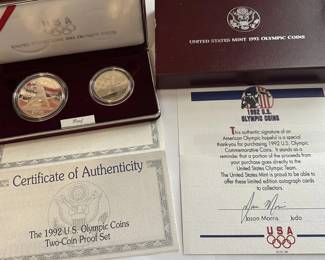 USA
UNITED STATES MINT 1992 OLYMPIC COINS
Proof
1992 U.S.
OLYMPIC COINS
This authentic signature of an
American Olympic hopeful is a special
thank you for purchasing 1992 U.S. Olympic
Commemorative Coins. It stands as a
reminder that a portion of the proceeds from
your purchase goes directly to the United
States Olympic Team.
The United States Mint is proud to be able to
offer these limited edition autograph cards to
collectors.
Jason Morris Judo
USA
Certificate of Authenticity
The 1992 U.S. Olympic Coins
Two-Coin Proof Set